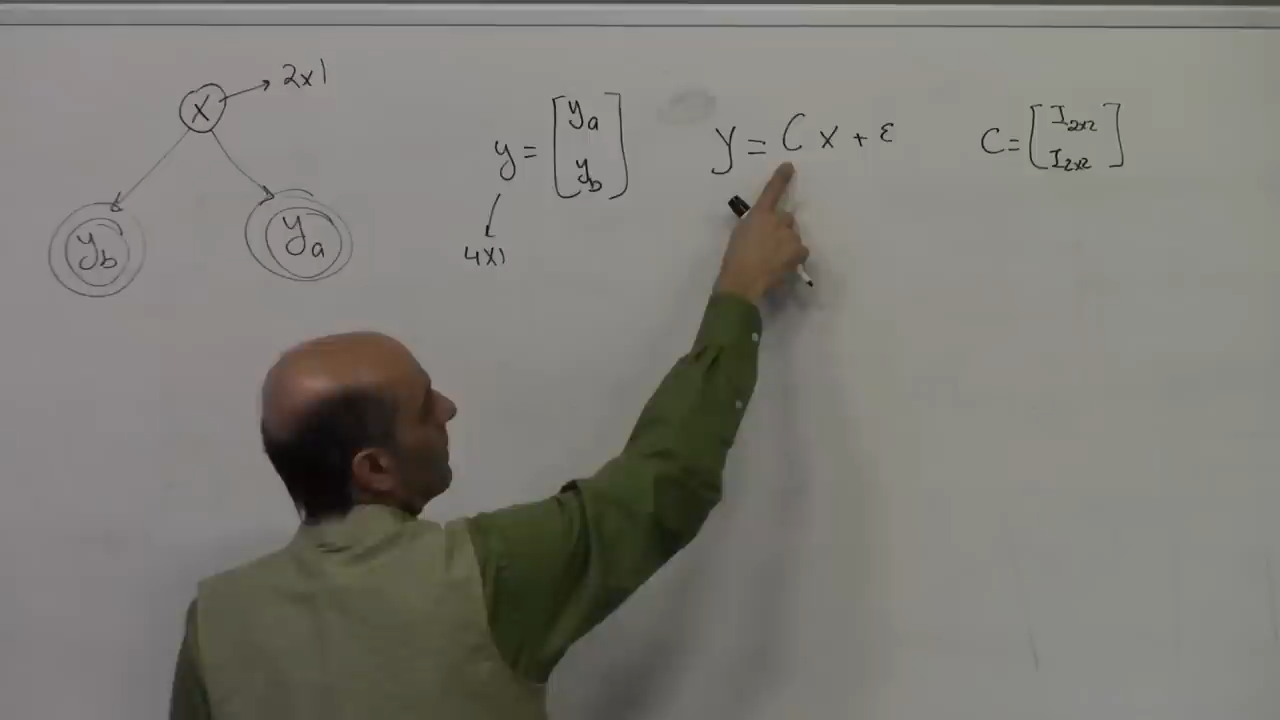 x → 2x1
y_b y_a
y = [y_a y_b]
4x1
y = C x + ε
C = [I_2x2 I_2x2]